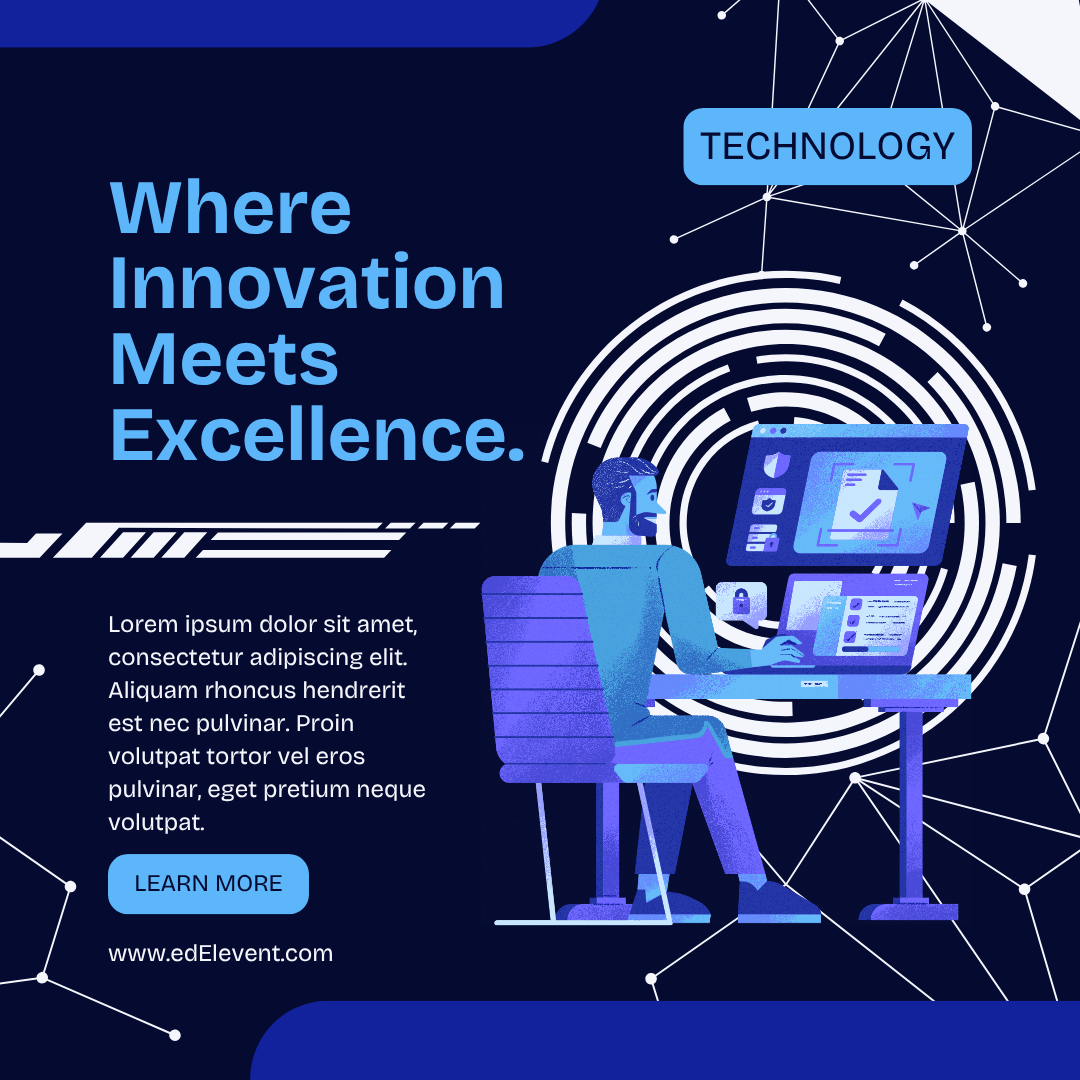 TECHNOLOGY
Where
Innovation
Meets
Excellence.
Lorem ipsum dolor sit amet,
consectetur adipiscing elit.
Aliquam rhoncus hendrerit
est nec pulvinar. Proin
volutpat tortor vel eros
pulvinar, eget pretium neque
volutpat.
LEARN MORE
www.edElevent.com